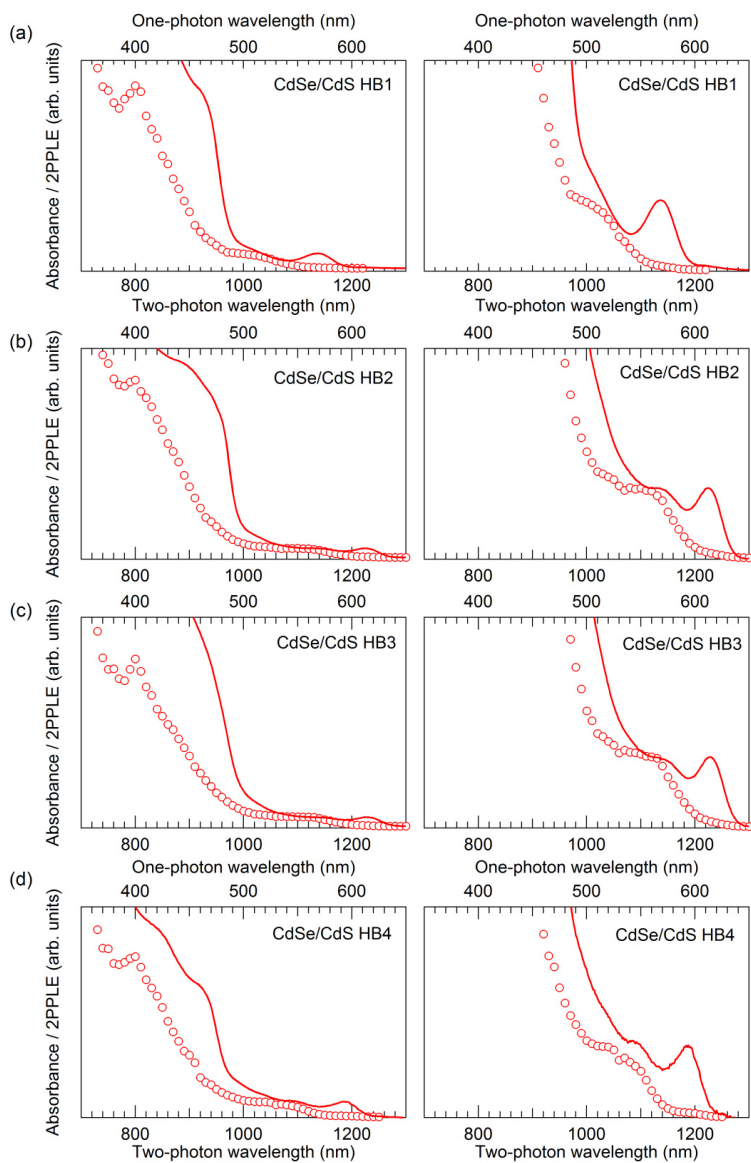 One-photon wavelength (nm)
One-photon wavelength (nm)
(a)
400 500 600
400 500 600
Absorbance / 2PPLE (arb. units)
CdSe/CdS HB1
CdSe/CdS HB1
800 1000 1200
800 1000 1200
Two-photon wavelength (nm)
Two-photon wavelength (nm)
(b)
400 500 600
400 500 600
Absorbance / 2PPLE (arb. units)
CdSe/CdS HB2
CdSe/CdS HB2
800 1000 1200
800 1000 1200
(c)
400 500 600
400 500 600
Absorbance / 2PPLE (arb. units)
CdSe/CdS HB3
CdSe/CdS HB3
800 1000 1200
800 1000 1200
One-photon wavelength (nm)
One-photon wavelength (nm)
(d)
400 500 600
400 500 600
Absorbance / 2PPLE (arb. units)
CdSe/CdS HB4
CdSe/CdS HB4
800 1000 1200
800 1000 1200
Two-photon wavelength (nm)
Two-photon wavelength (nm)